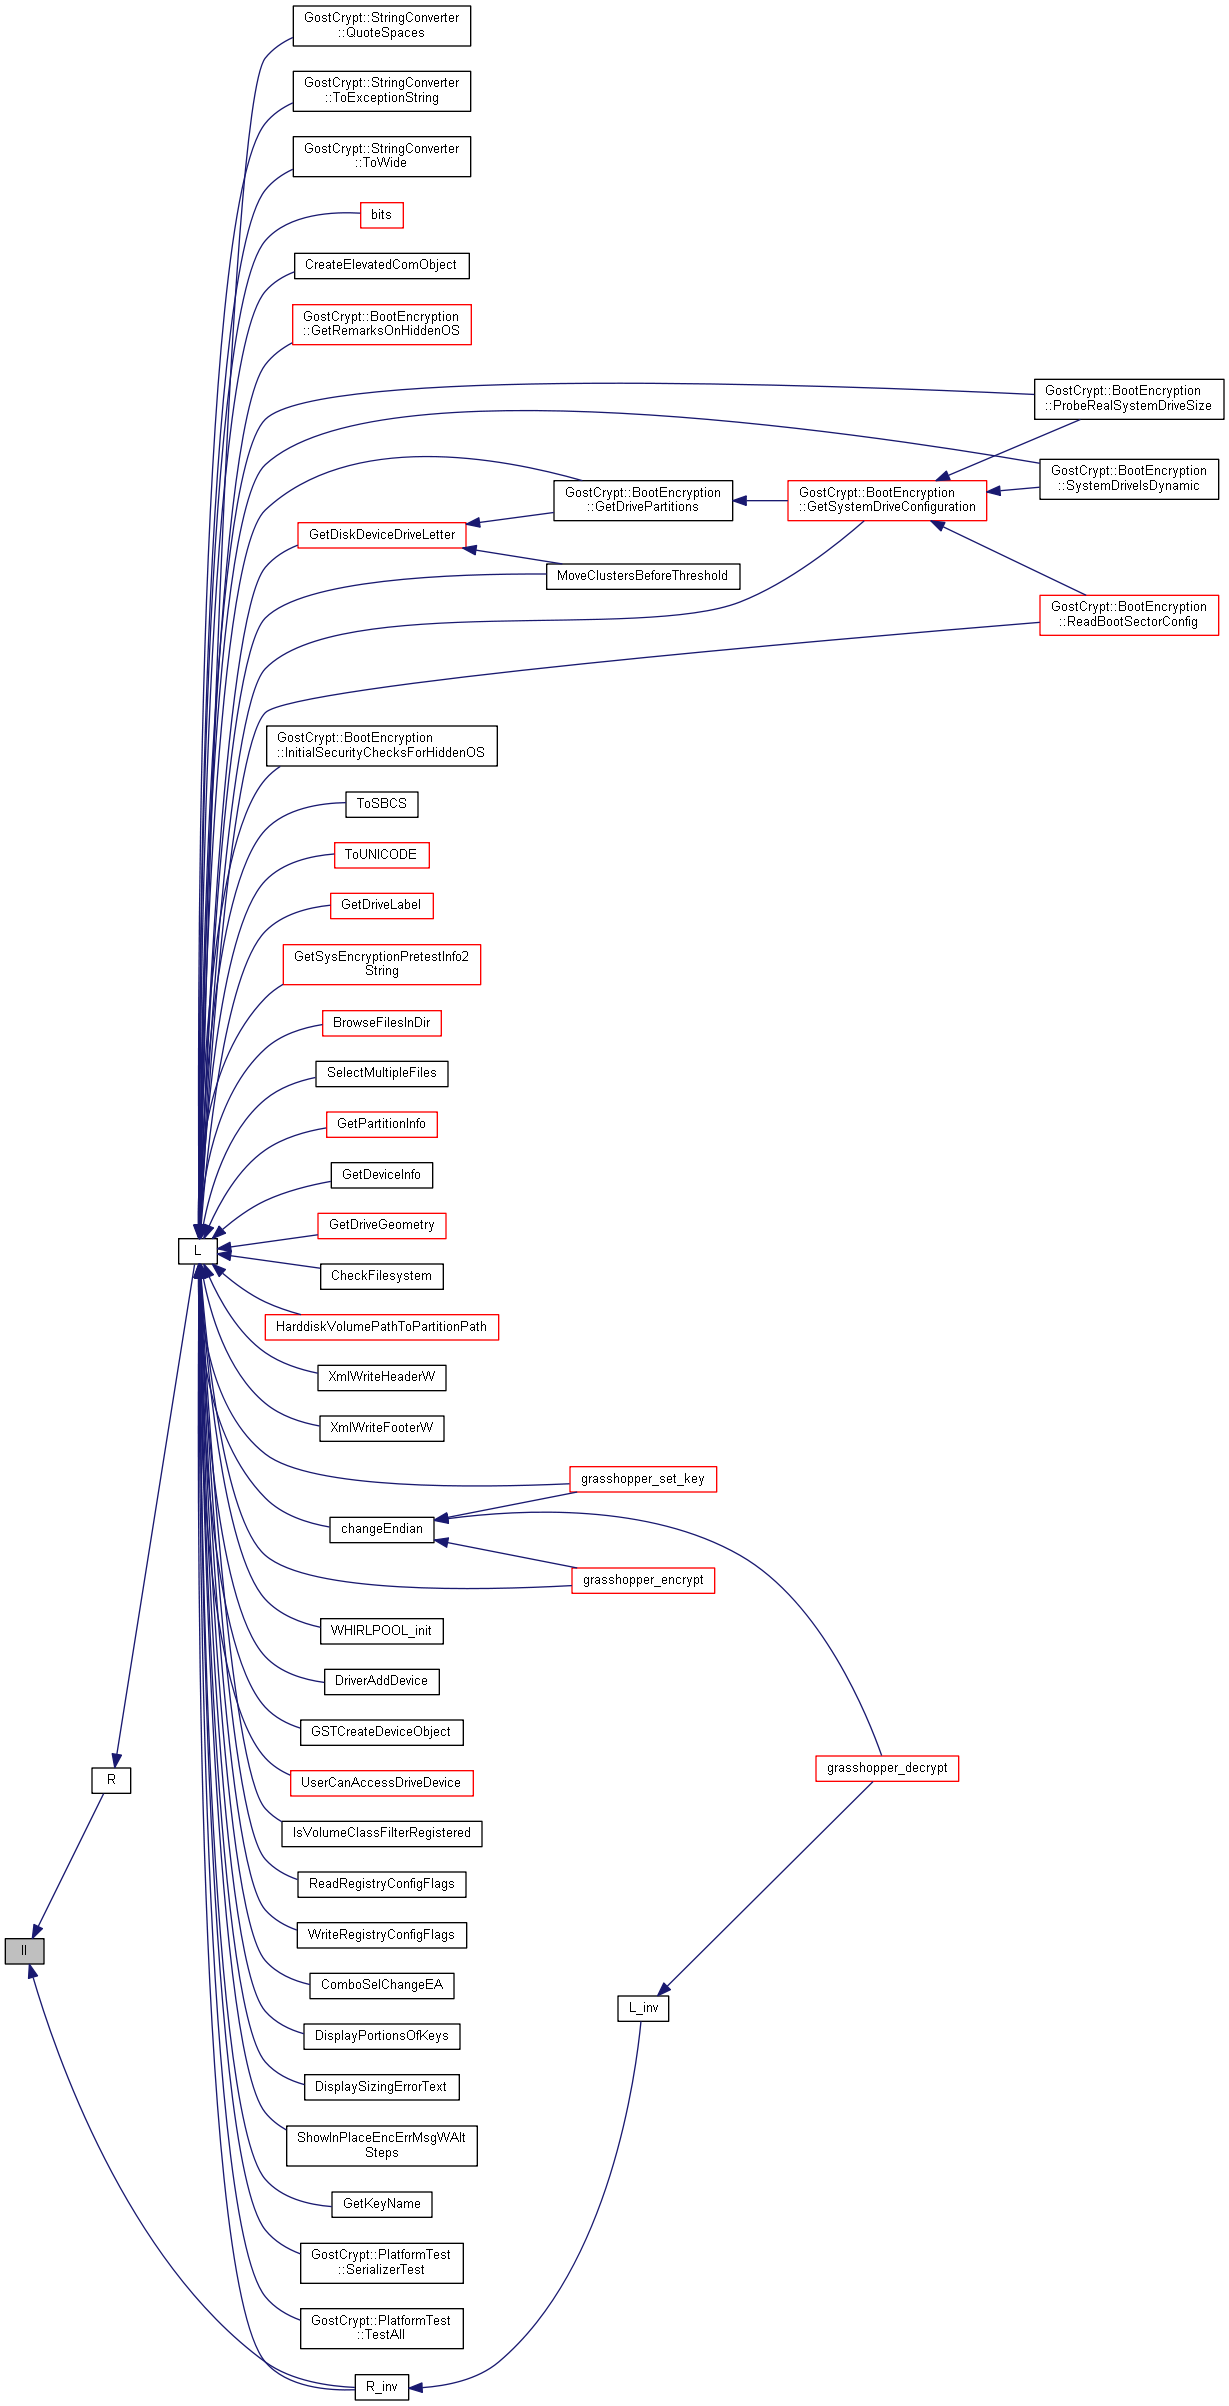 GostCrypt::StringConverter
::QuoteSpaces
GostCrypt::StringConverter
::ToExceptionString
GostCrypt::StringConverter
::ToWide
bits
CreateElevatedComObject
GostCrypt::BootEncryption
::GetRemarksOnHiddenOS
GostCrypt::BootEncryption
::ProbeRealSystemDriveSize
GostCrypt::BootEncryption
::SystemDriveIsDynamic
GostCrypt::BootEncryption
::GetDrivePartitions
GostCrypt::BootEncryption
::GetSystemDriveConfiguration
GetDiskDeviceDriveLetter
MoveClustersBeforeThreshold
GostCrypt::BootEncryption
::ReadBootSectorConfig
GostCrypt::BootEncryption
::InitialSecurityChecksForHiddenOS
ToSBCS
ToUNICODE
GetDriveLabel
GetSysEncryptionPretestInfo2
String
BrowseFilesInDir
SelectMultipleFiles
GetPartitionInfo
GetDeviceInfo
GetDriveGeometry
L
CheckFilesystem
HarddiskVolumePathToPartitionPath
XmlWriteHeaderW
XmlWriteFooterW
grasshopper_set_key
changeEndian
grasshopper_encrypt
WHIRLPOOL_init
DriverAddDevice
GSTCreateDeviceObject
grasshopper_decrypt
R
UserCanAccessDriveDevice
IsVolumeClassFilterRegistered
ReadRegistryConfigFlags
WriteRegistryConfigFlags
ll
ComboSelChangeEA
L_inv
DisplayPortionsOfKeys
DisplaySizingErrorText
ShowInPlaceEncErrMsgWAlt
Steps
GetKeyName
GostCrypt::PlatformTest
::SerializerTest
GostCrypt::PlatformTest
::TestAll
R_inv